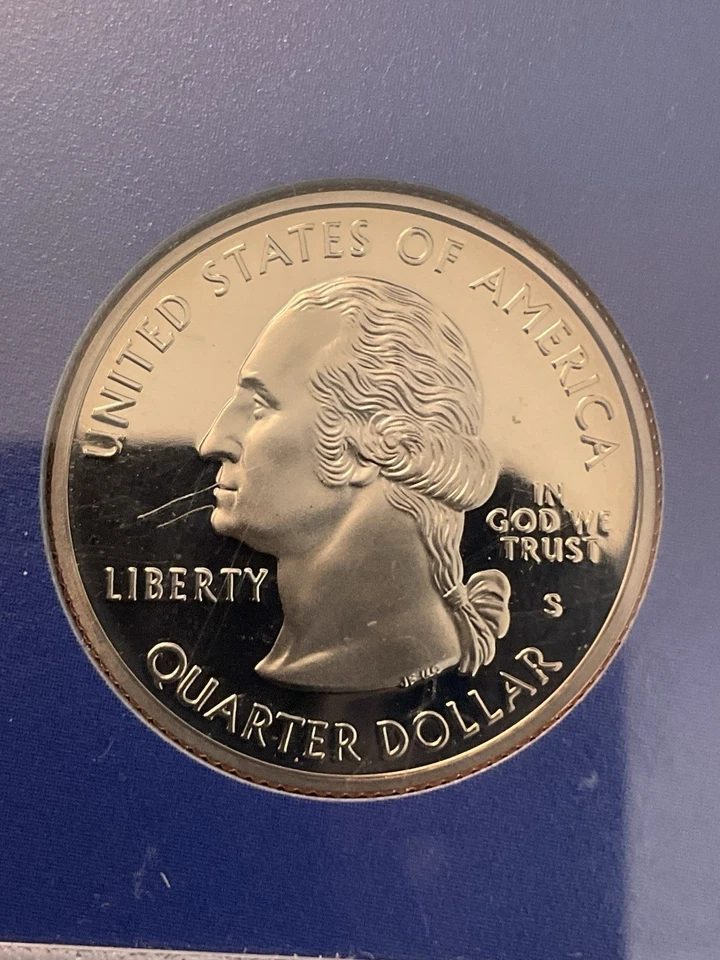 UNITED STATES OF AMERICA
IN
GOD WE
TRUST
LIBERTY
S
QUARTER DOLLAR